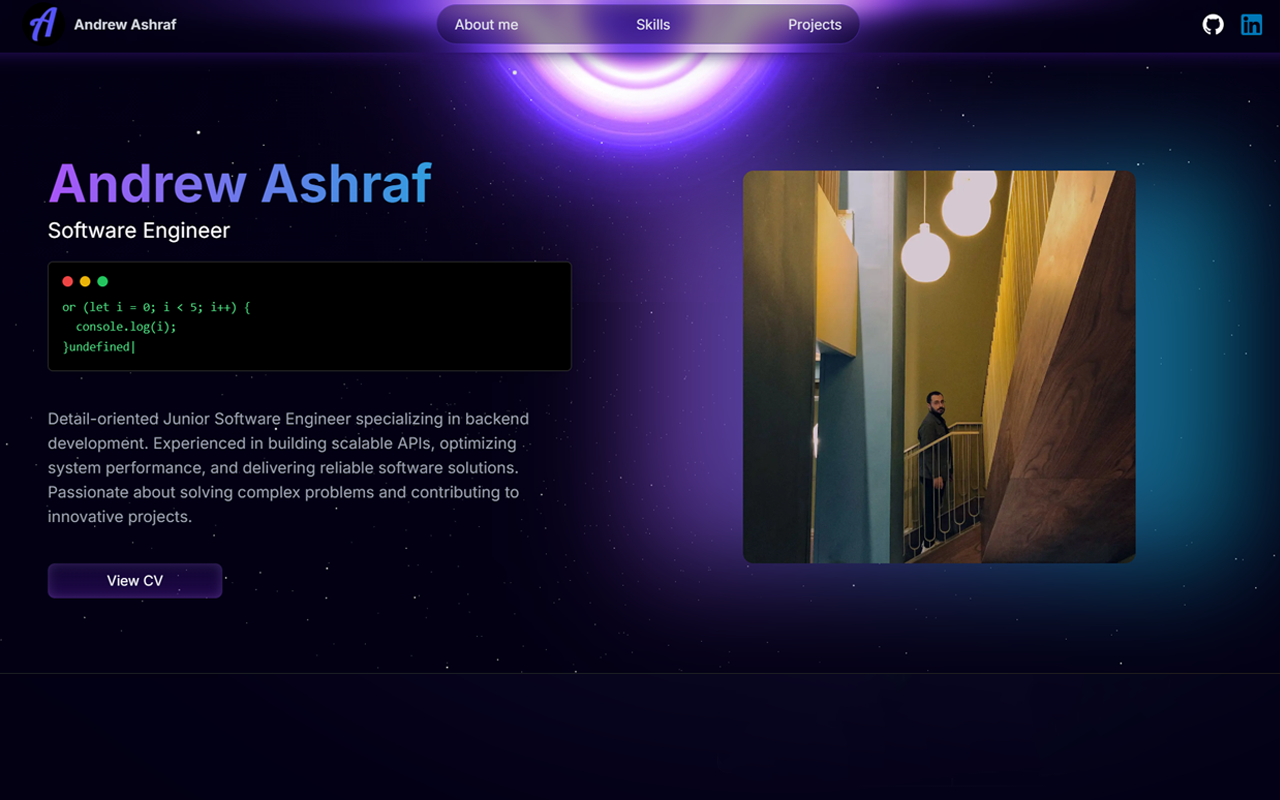 Andrew Ashraf
About me
Skills
Projects
Andrew Ashraf
Software Engineer
or (let i = 0; i < 5; i++) {
  console.log(i);
}undefined|
Detail-oriented Junior Software Engineer specializing in backend
development. Experienced in building scalable APIs, optimizing
system performance, and delivering reliable software solutions.
Passionate about solving complex problems and contributing to
innovative projects.
View CV